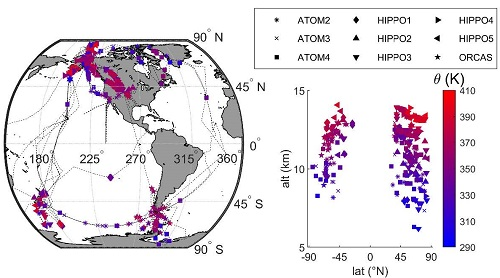 90° N
45° N
0°
180° 225° 270° 315° 360°
45° S
90° S
ATOM2 HIPPO1 HIPPO4
ATOM3 HIPPO2 HIPPO5
ATOM4 HIPPO3 ORCAS
θ (K)
410
390
370
350
330
310
290
15
10
5
alt (km)
-90 -45 0 45 90
lat (°N)